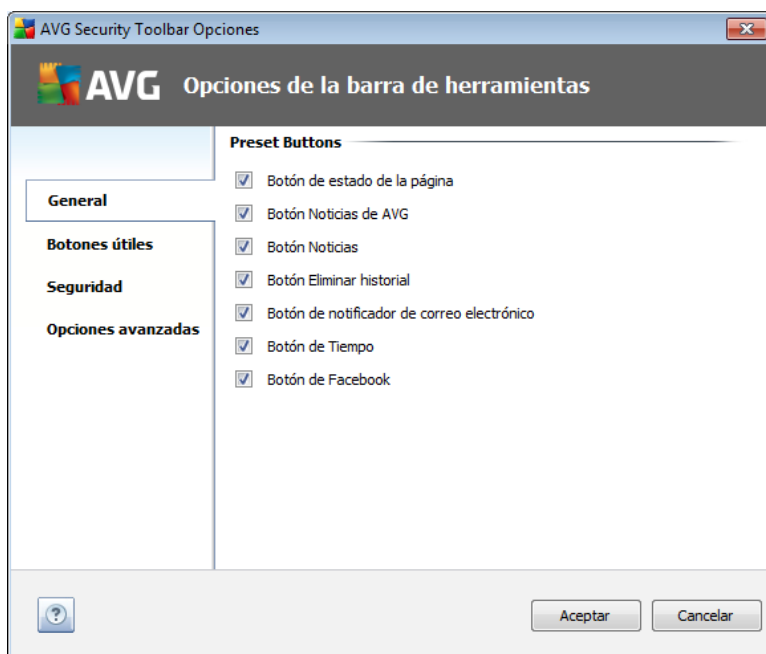 AVG Security Toolbar Opciones
AVG Opciones de la barra de herramientas
Preset Buttons
General
Botones útiles
Seguridad
Opciones avanzadas
Botón de estado de la página
Botón Noticias de AVG
Botón Noticias
Botón Eliminar historial
Botón de notificador de correo electrónico
Botón de Tiempo
Botón de Facebook
?
Aceptar
Cancelar